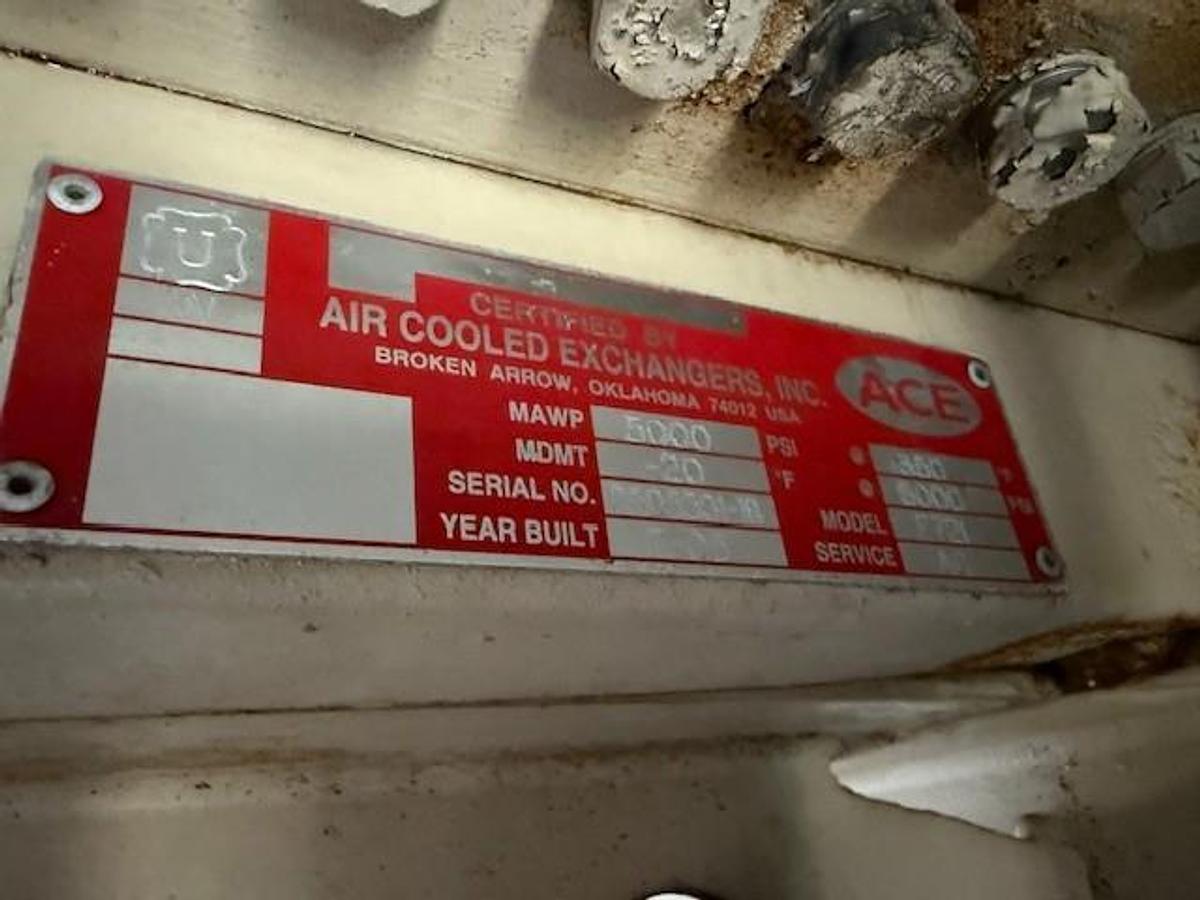 U
W
CERTIFIED BY
AIR COOLED EXCHANGERS, INC.
BROKEN ARROW, OKLAHOMA 74012 USA
ACE
MAWP 5000 PSI @ °F
MDMT -20 °F @ PSI
SERIAL NO. MODEL
YEAR BUILT SERVICE